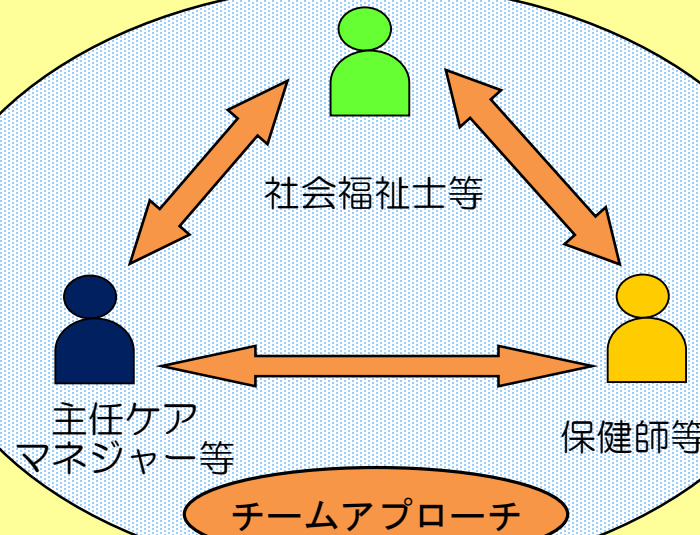 社会福祉士等
主任ケア
マネジャー等
保健師等
チームアプローチ